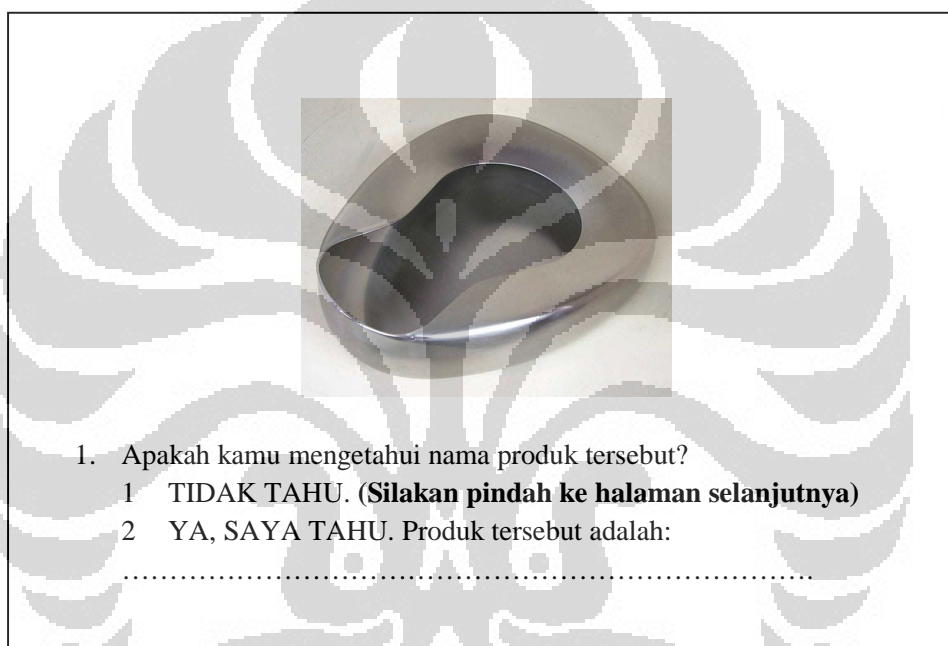 1. Apakah kamu mengetahui nama produk tersebut?
1 TIDAK TAHU. (Silakan pindah ke halaman selanjutnya)
2 YA, SAYA TAHU. Produk tersebut adalah:
……………………………………………………………….